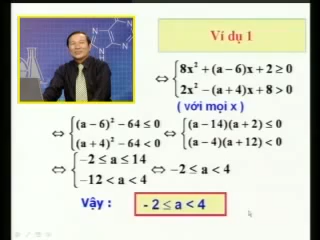 Ví dụ 1
⇔ { 8x² + (a − 6)x + 2 ≥ 0
2x² − (a + 4)x + 8 > 0
( với mọi x )
⇔ { (a − 6)² − 64 ≤ 0 ⇔ { (a − 14)(a + 2) ≤ 0
(a + 4)² − 64 < 0 (a − 4)(a + 12) < 0
⇔ { −2 ≤ a ≤ 14 ⇔ −2 ≤ a < 4
−12 < a < 4
Vậy : - 2 ≤ a < 4